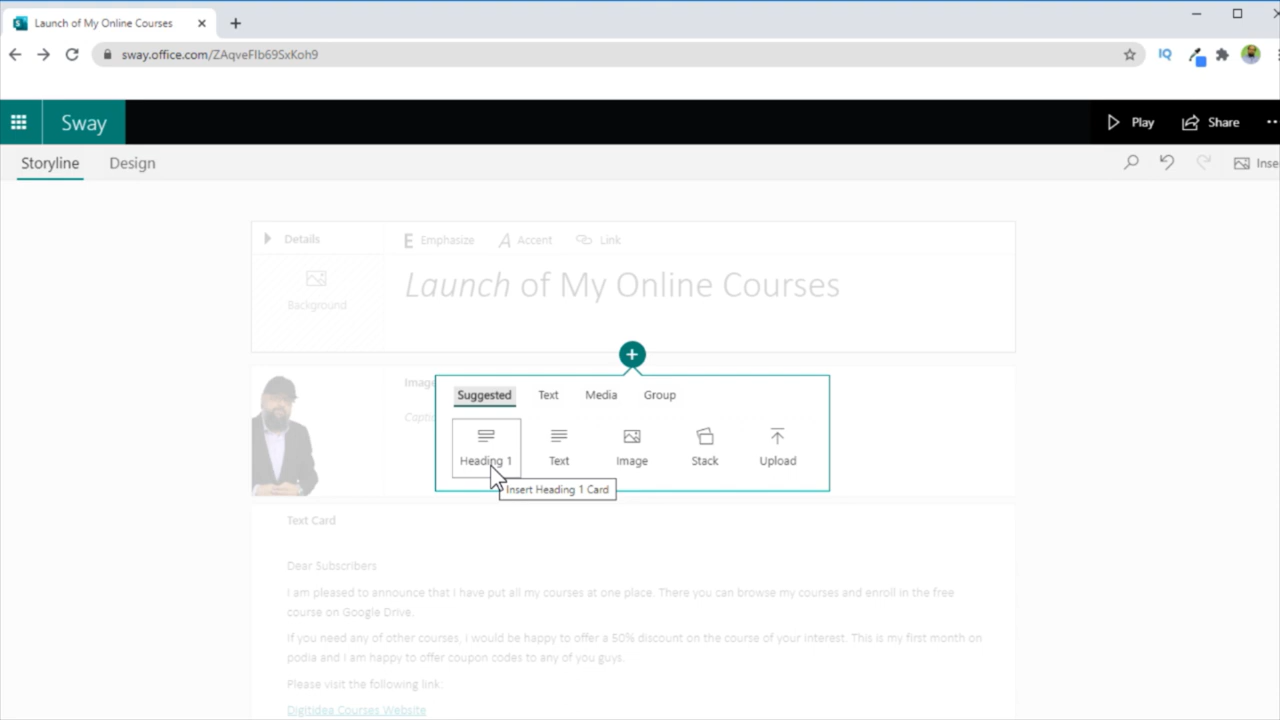 Launch of My Online Courses
sway.office.com/ZAqveFIb69SxKoh9
IQ
Sway
Play
Share
Storyline
Design
Inse
Details
E Emphasize
A Accent
Link
Background
Launch of My Online Courses
Image
Suggested
Text
Media
Group
Heading 1
Text
Image
Stack
Upload
Insert Heading 1 Card
Text Card
Dear Subscribers
I am pleased to announce that I have put all my courses at one place. There you can browse my courses and enroll in the free
course on Google Drive.
If you need any of other courses, I would be happy to offer a 50% discount on the course of your interest. This is my first month on
podia and I am happy to offer coupon codes to any of you guys.
Please visit the following link:
Digitidea Courses Website